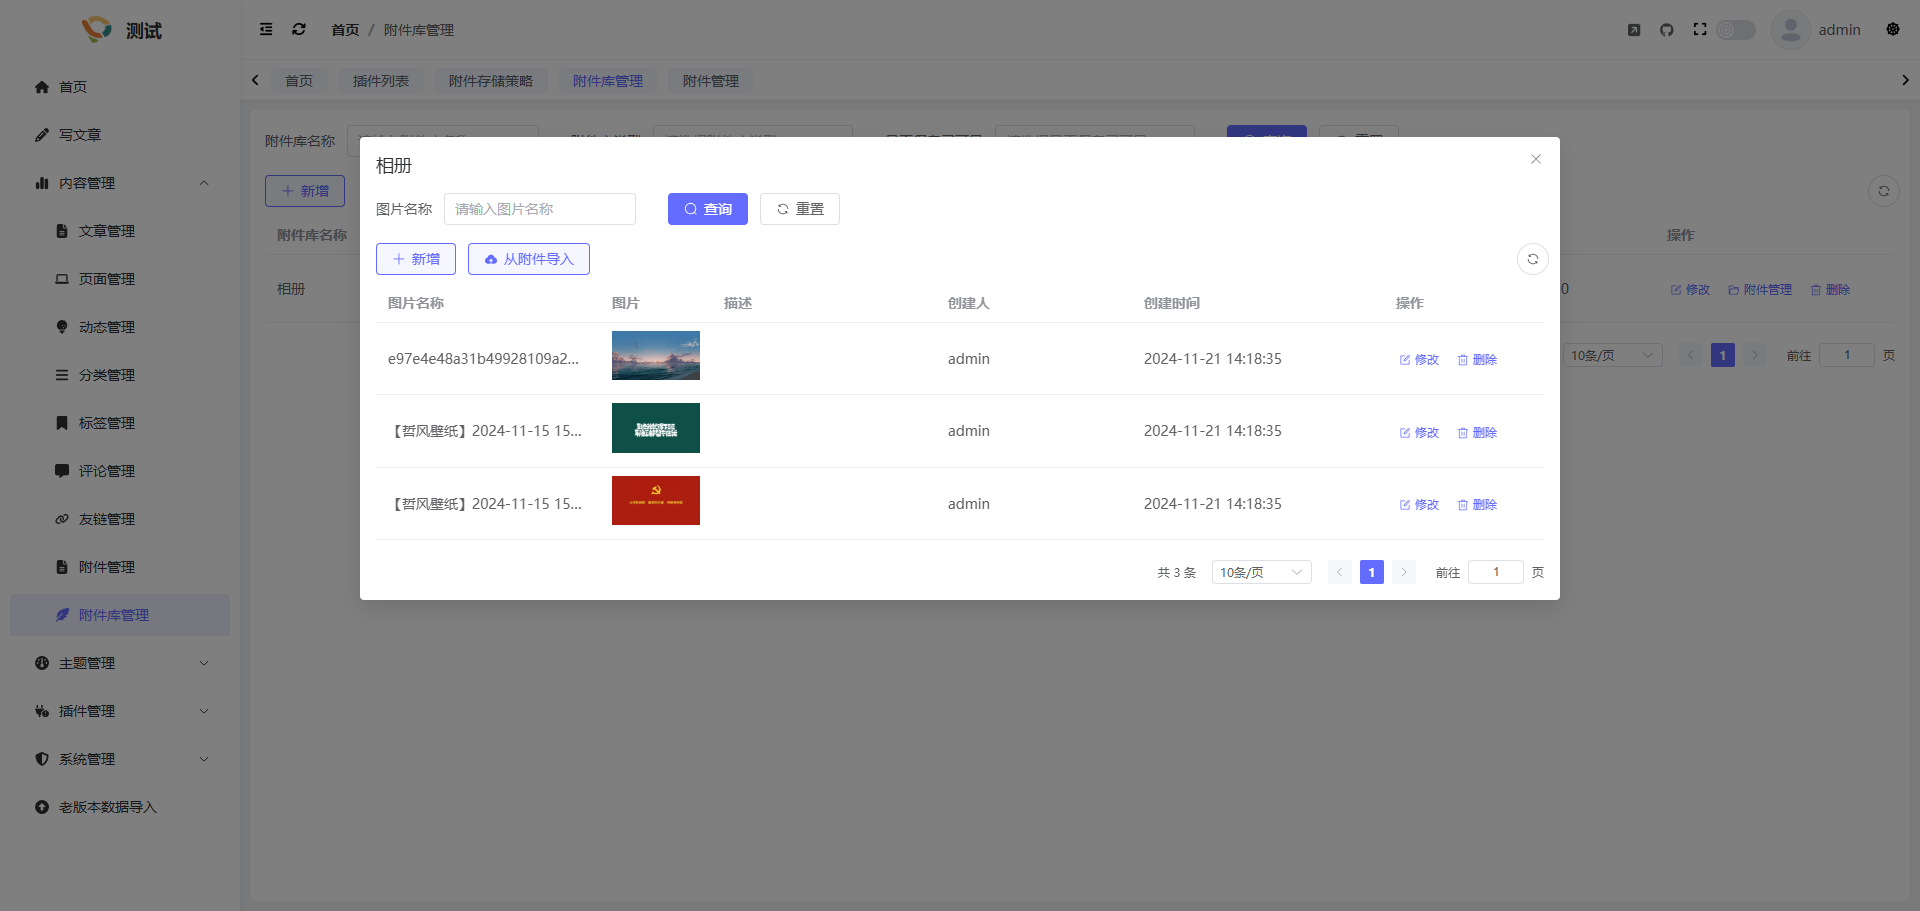 测试
首页
写文章
内容管理
文章管理
页面管理
动态管理
分类管理
标签管理
评论管理
友链管理
附件管理
附件库管理
主题管理
插件管理
系统管理
老版本数据导入
首页 / 附件库管理
admin
首页 插件列表 附件存储策略 附件库管理 附件管理
附件库名称
新增
附件库名称 操作
相册 0 修改 附件管理 删除
10条/页 1 前往 1 页
相册
图片名称 请输入图片名称 查询 重置
新增 从附件导入
图片名称 图片 描述 创建人 创建时间 操作
e97e4e48a31b49928109a2... admin 2024-11-21 14:18:35 修改 删除
【哲风壁纸】2024-11-15 15... admin 2024-11-21 14:18:35 修改 删除
【哲风壁纸】2024-11-15 15... admin 2024-11-21 14:18:35 修改 删除
共 3 条 10条/页 1 前往 1 页